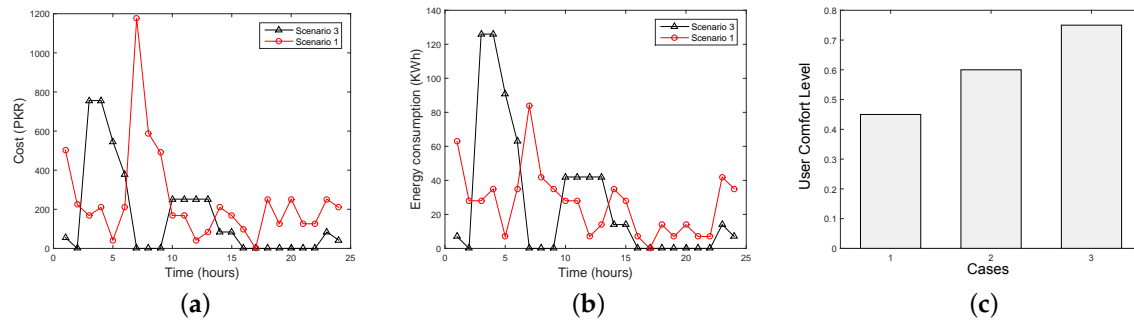 1200
1000
800
600
400
200
0
Cost (PKR)
0 5 10 15 20 25
Time (hours)
Scenario 3
Scenario 1
(a)
140
120
100
80
60
40
20
0
Energy consumption (KWh)
0 5 10 15 20 25
Time (hours)
Scenario 3
Scenario 1
(b)
0.8
0.7
0.6
0.5
0.4
0.3
0.2
0.1
0
User Comfort Level
1 2 3
Cases
(c)